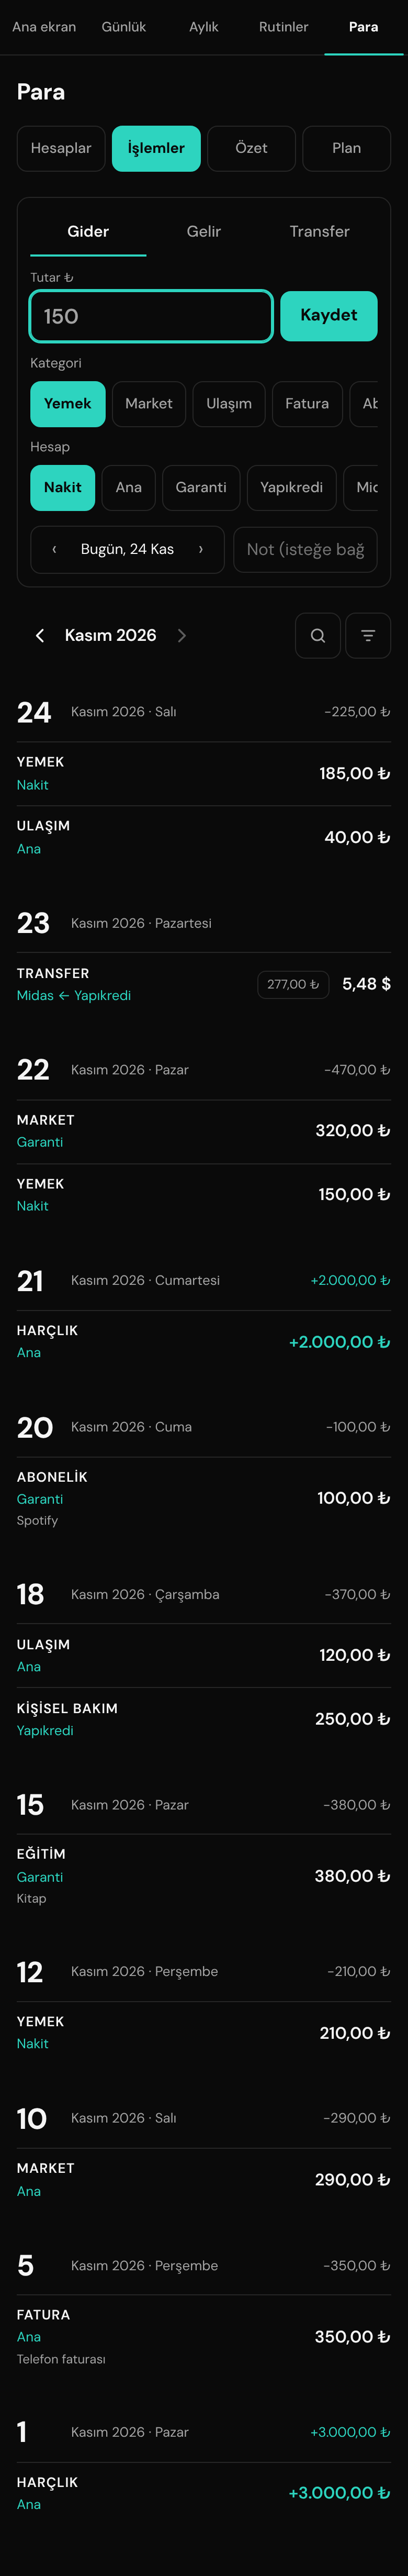 Ana ekran Günlük Aylık Rutinler Para
Para
Hesaplar İşlemler Özet Plan
Gider Gelir Transfer
Tutar ₺
150 Kaydet
Kategori
Yemek Market Ulaşım Fatura
Hesap
Nakit Ana Garanti Yapıkredi
‹ Bugün, 24 Kas › Not (isteğe bağ
Kasım 2026
24 Kasım 2026 · Salı -225,00 ₺
YEMEK
Nakit
185,00 ₺
ULAŞIM
Ana
40,00 ₺
23 Kasım 2026 · Pazartesi
TRANSFER
Midas ← Yapıkredi
277,00 ₺ 5,48 $
22 Kasım 2026 · Pazar -470,00 ₺
MARKET
Garanti
320,00 ₺
YEMEK
Nakit
150,00 ₺
21 Kasım 2026 · Cumartesi +2.000,00 ₺
HARÇLIK
Ana
+2.000,00 ₺
20 Kasım 2026 · Cuma -100,00 ₺
ABONELİK
Garanti
Spotify
100,00 ₺
18 Kasım 2026 · Çarşamba -370,00 ₺
ULAŞIM
Ana
120,00 ₺
KİŞİSEL BAKIM
Yapıkredi
250,00 ₺
15 Kasım 2026 · Pazar -380,00 ₺
EĞİTİM
Garanti
Kitap
380,00 ₺
12 Kasım 2026 · Perşembe -210,00 ₺
YEMEK
Nakit
210,00 ₺
10 Kasım 2026 · Salı -290,00 ₺
MARKET
Ana
290,00 ₺
5 Kasım 2026 · Perşembe -350,00 ₺
FATURA
Ana
Telefon faturası
350,00 ₺
1 Kasım 2026 · Pazar +3.000,00 ₺
HARÇLIK
Ana
+3.000,00 ₺